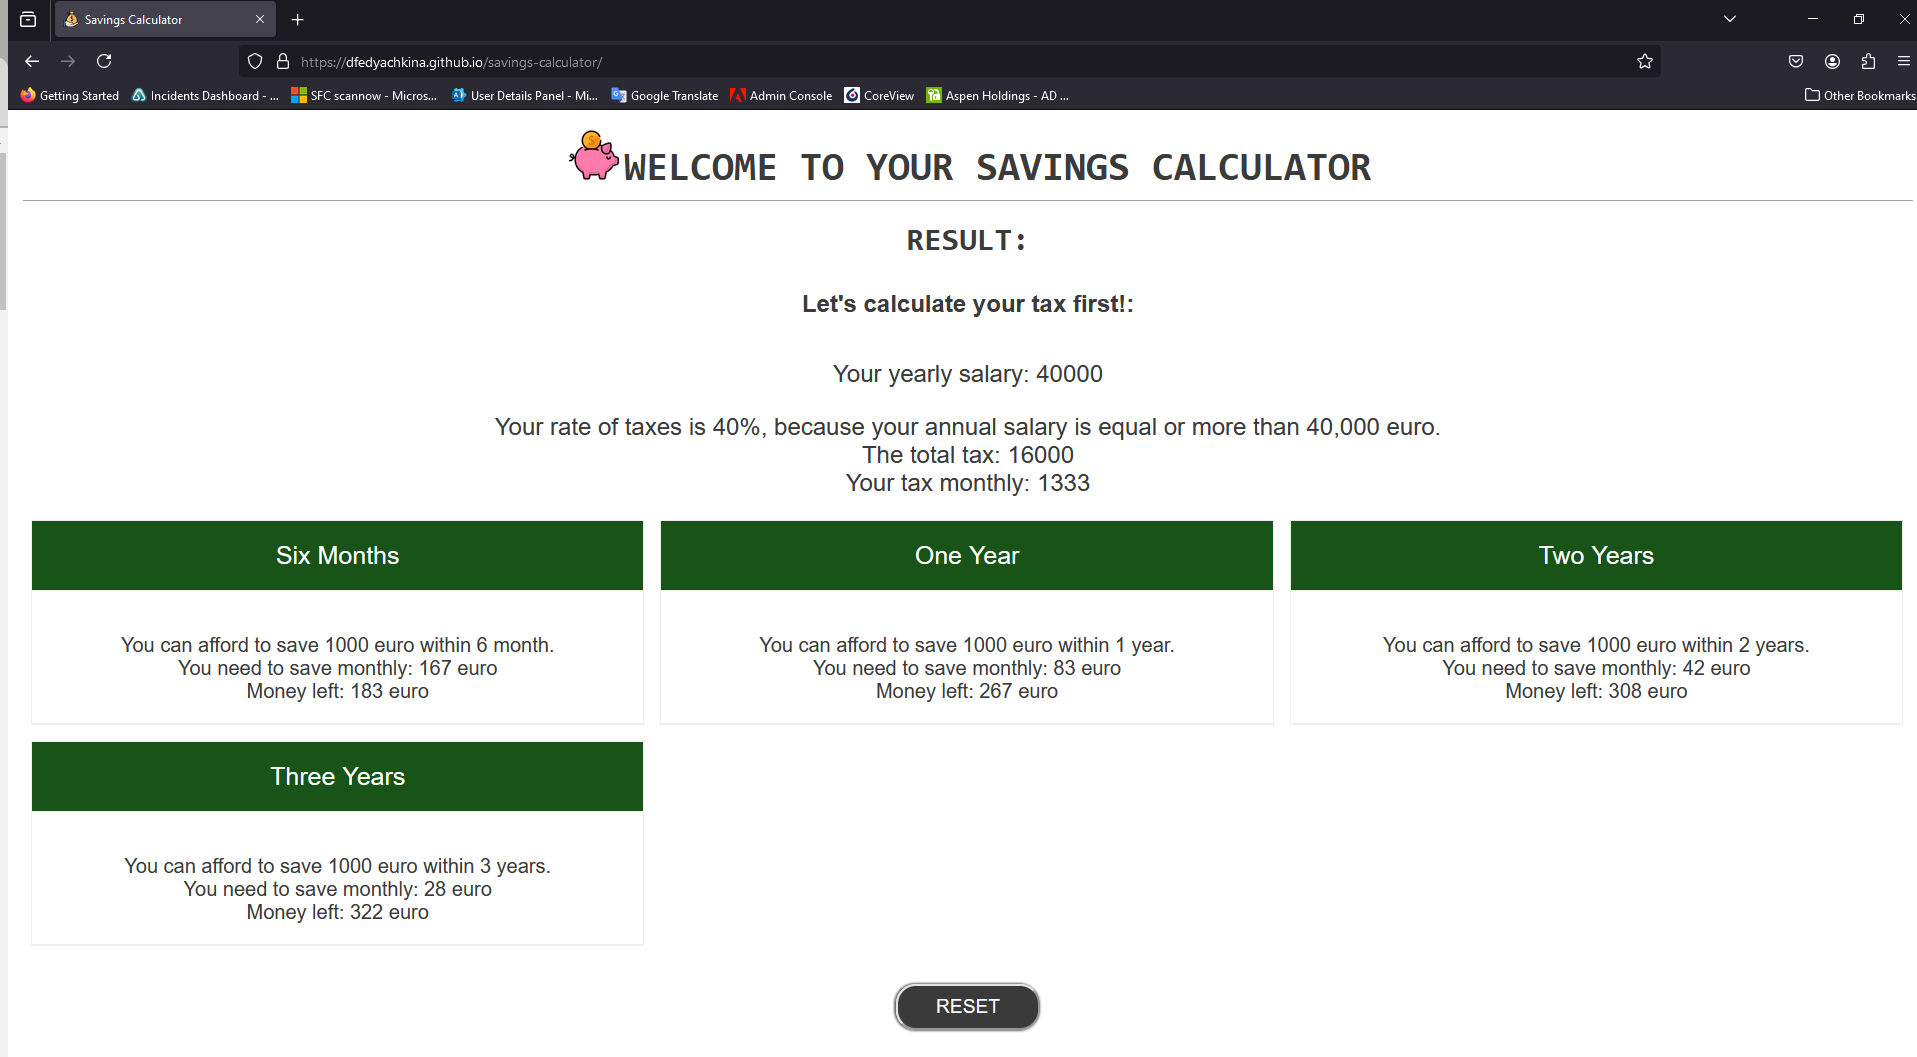 Savings Calculator
https://dfedyachkina.github.io/savings-calculator/
Getting Started
Incidents Dashboard - ...
SFC scannow - Micros...
User Details Panel - Mi...
Google Translate
Admin Console
CoreView
Aspen Holdings - AD ...
Other Bookmarks
WELCOME TO YOUR SAVINGS CALCULATOR
RESULT:
Let's calculate your tax first!:
Your yearly salary: 40000
Your rate of taxes is 40%, because your annual salary is equal or more than 40,000 euro.
The total tax: 16000
Your tax monthly: 1333
Six Months
You can afford to save 1000 euro within 6 month.
You need to save monthly: 167 euro
Money left: 183 euro
One Year
You can afford to save 1000 euro within 1 year.
You need to save monthly: 83 euro
Money left: 267 euro
Two Years
You can afford to save 1000 euro within 2 years.
You need to save monthly: 42 euro
Money left: 308 euro
Three Years
You can afford to save 1000 euro within 3 years.
You need to save monthly: 28 euro
Money left: 322 euro
RESET